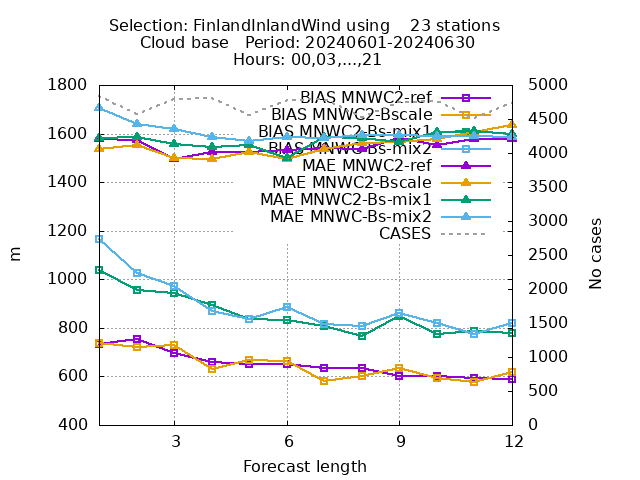 Selection: FinlandInlandWind using 23 stations
Cloud base Period: 20240601-20240630
Hours: 00,03,...,21
1800
1600
1400
1200
1000
800
600
400
5000
4500
4000
3500
3000
2500
2000
1500
1000
500
0
BIAS MNWC2-ref
BIAS MNWC2-Bscale
BIAS MNWC2-Bs-mix1
BIAS MNWC-Bs-mix2
MAE MNWC2-ref
MAE MNWC2-Bscale
MAE MNWC2-Bs-mix1
MAE MNWC-Bs-mix2
CASES
m
No cases
3 6 9 12
Forecast length